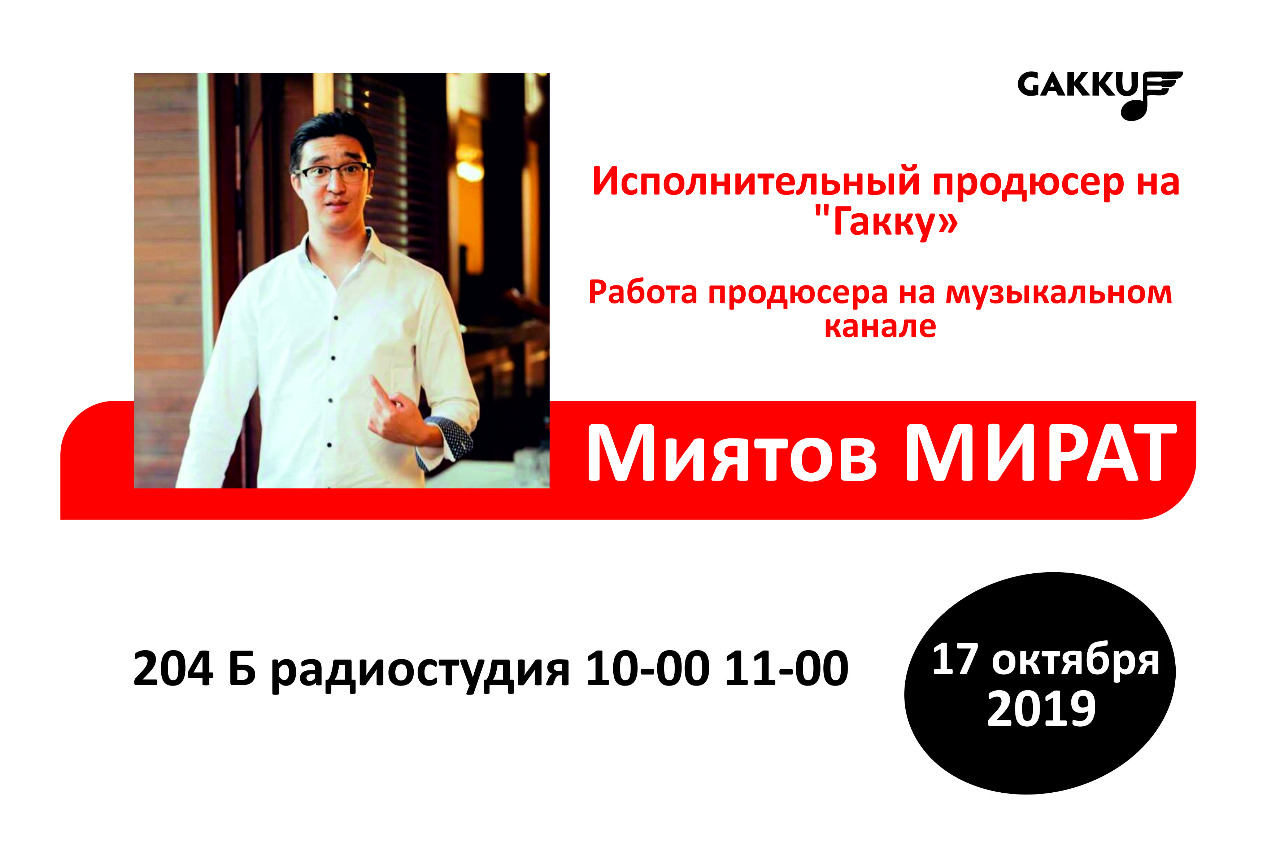 GAKKU
Исполнительный продюсер на
"Гакку»
Работа продюсера на музыкальном
канале
Миятов МИРАТ
204 Б радиостудия 10-00 11-00
17 октября
2019